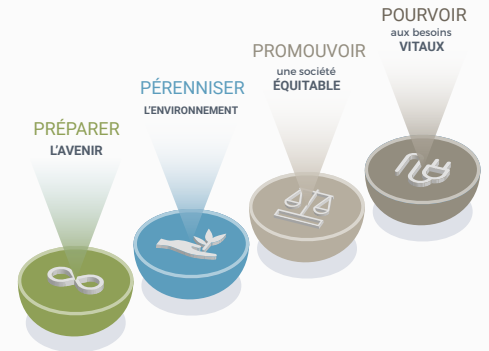 PRÉPARER
L'AVENIR
PÉRENNISER
L'ENVIRONNEMENT
PROMOUVOIR
une société
ÉQUITABLE
POURVOIR
aux besoins
VITAUX